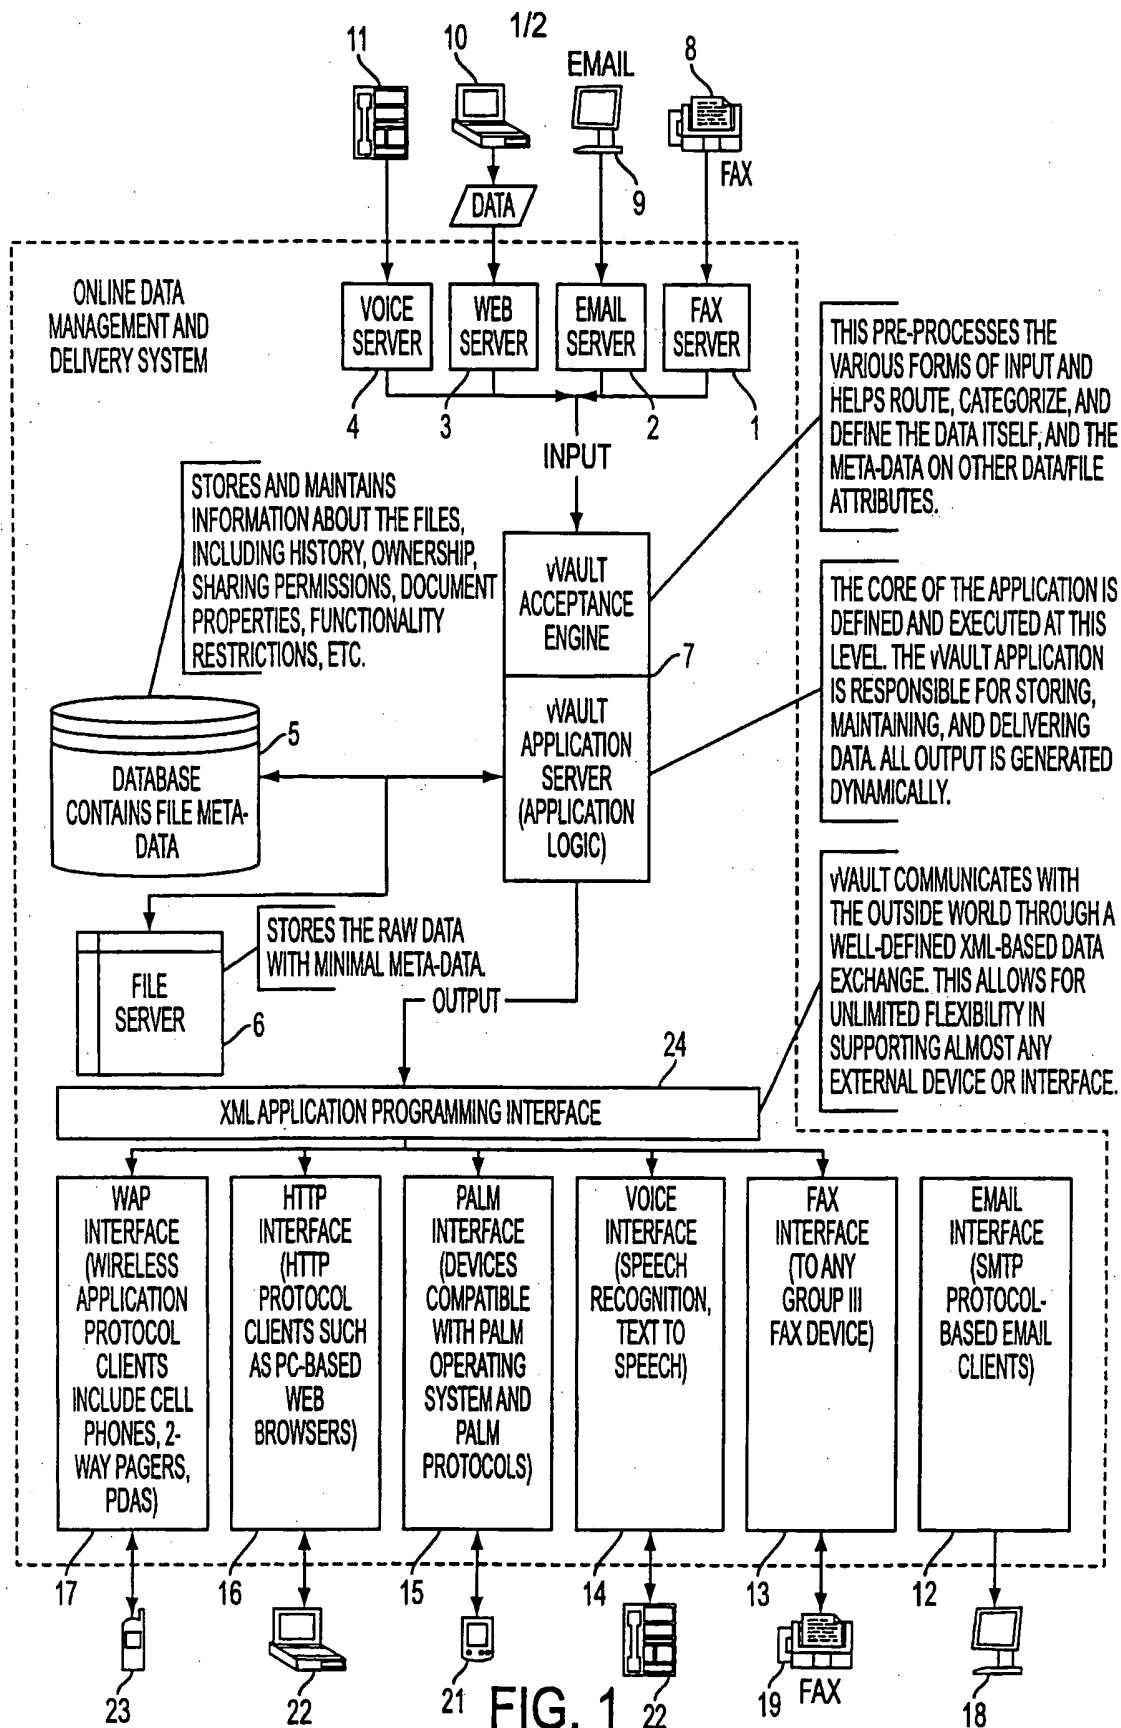 1/2
11
10
EMAIL
8
9
FAX
DATA
ONLINE DATA
MANAGEMENT AND
DELIVERY SYSTEM
VOICE
SERVER
WEB
SERVER
EMAIL
SERVER
FAX
SERVER
4
3
2
1
INPUT
THIS PRE-PROCESSES THE
VARIOUS FORMS OF INPUT AND
HELPS ROUTE, CATEGORIZE, AND
DEFINE THE DATA ITSELF, AND THE
META-DATA ON OTHER DATA/FILE
ATTRIBUTES.
STORES AND MAINTAINS
INFORMATION ABOUT THE FILES,
INCLUDING HISTORY, OWNERSHIP,
SHARING PERMISSIONS, DOCUMENT
PROPERTIES, FUNCTIONALITY
RESTRICTIONS, ETC.
vVAULT
ACCEPTANCE
ENGINE
7
vVAULT
APPLICATION
SERVER
(APPLICATION
LOGIC)
THE CORE OF THE APPLICATION IS
DEFINED AND EXECUTED AT THIS
LEVEL. THE vVAULT APPLICATION
IS RESPONSIBLE FOR STORING,
MAINTAINING, AND DELIVERING
DATA. ALL OUTPUT IS GENERATED
DYNAMICALLY.
5
DATABASE
CONTAINS FILE META-
DATA
STORES THE RAW DATA
WITH MINIMAL META-DATA.
FILE
SERVER
6
OUTPUT
vVAULT COMMUNICATES WITH
THE OUTSIDE WORLD THROUGH A
WELL-DEFINED XML-BASED DATA
EXCHANGE. THIS ALLOWS FOR
UNLIMITED FLEXIBILITY IN
SUPPORTING ALMOST ANY
EXTERNAL DEVICE OR INTERFACE.
24
XML APPLICATION PROGRAMMING INTERFACE
WAP
INTERFACE
(WIRELESS
APPLICATION
PROTOCOL
CLIENTS
INCLUDE CELL
PHONES, 2-
WAY PAGERS,
PDAS)
HTTP
INTERFACE
(HTTP
PROTOCOL
CLIENTS SUCH
AS PC-BASED
WEB
BROWSERS)
PALM
INTERFACE
(DEVICES
COMPATIBLE
WITH PALM
OPERATING
SYSTEM AND
PALM
PROTOCOLS)
VOICE
INTERFACE
(SPEECH
RECOGNITION,
TEXT TO
SPEECH)
FAX
INTERFACE
(TO ANY
GROUP III
FAX DEVICE)
EMAIL
INTERFACE
(SMTP
PROTOCOL-
BASED EMAIL
CLIENTS)
17
16
15
14
13
12
23
22
21
22
19
FAX
18
FIG. 1